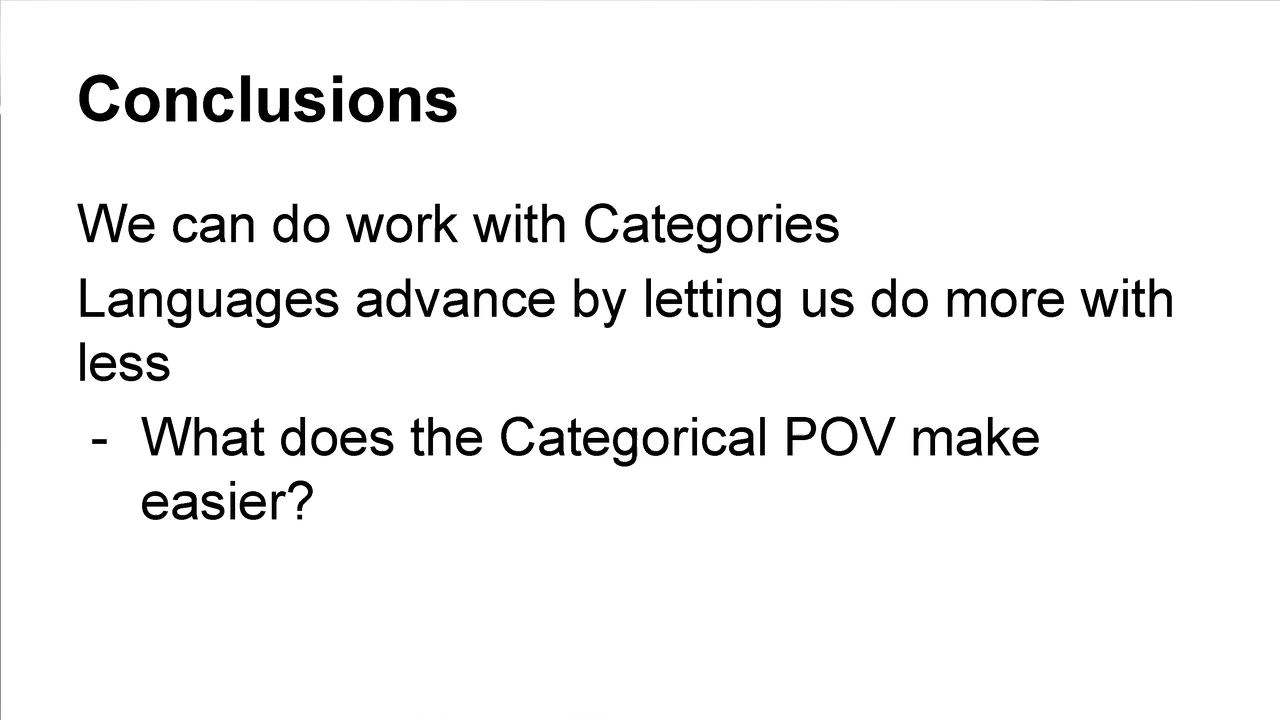 Conclusions
We can do work with Categories
Languages advance by letting us do more with
less
- What does the Categorical POV make
easier?